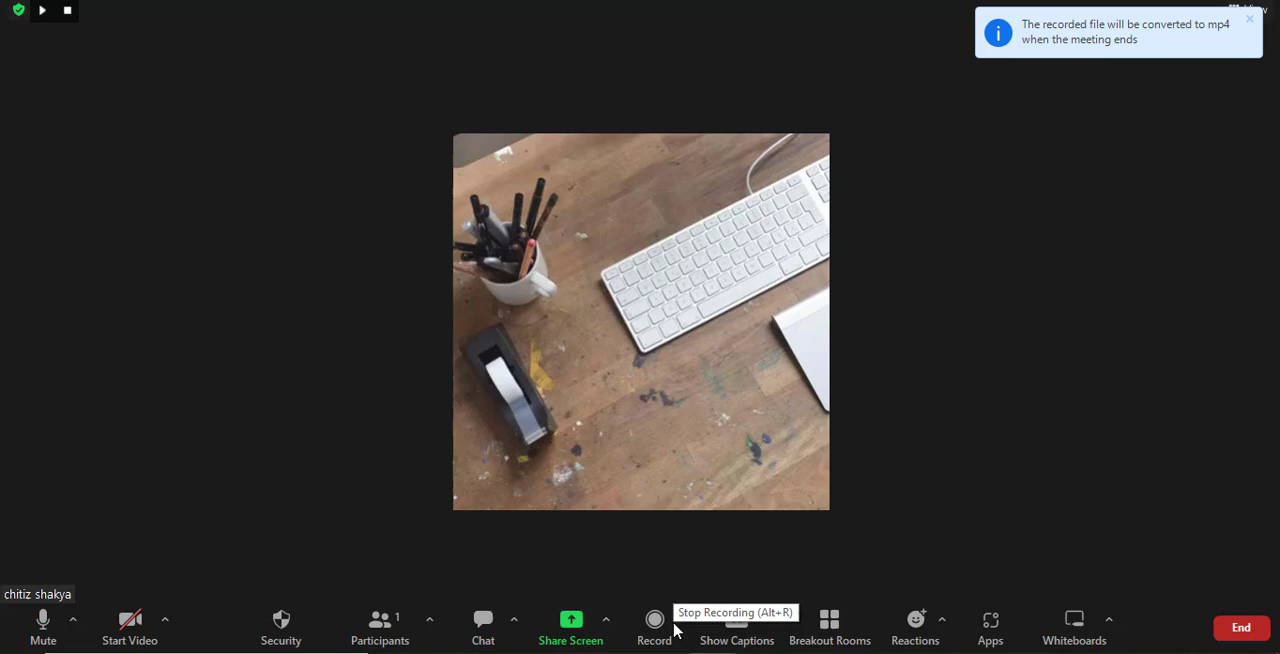 View
The recorded file will be converted to mp4
when the meeting ends
chitiz shakya
Stop Recording (Alt+R)
Mute
Start Video
Security
Participants 1
Chat
Share Screen
Record
Show Captions
Breakout Rooms
Reactions
Apps
Whiteboards
End